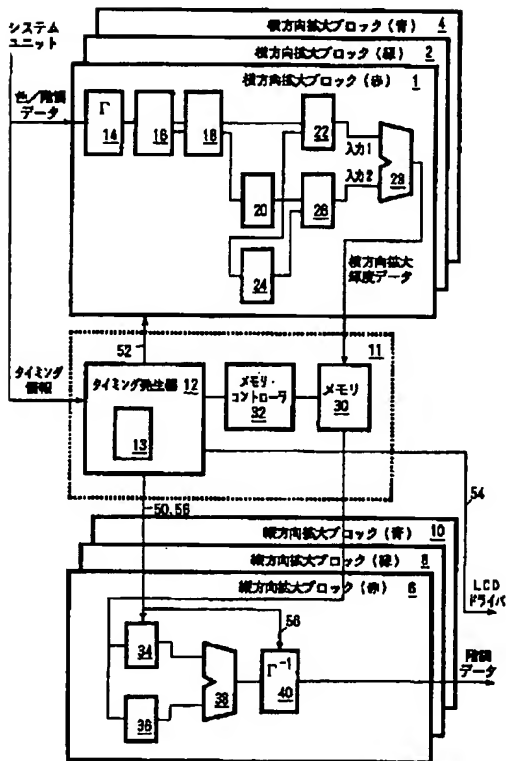 システム
ユニット
横方向拡大ブロック（青） 4
横方向拡大ブロック（緑） 2
横方向拡大ブロック（赤） 1
色／階調
データ
Γ
14
16
18
22
入力1
28
20
26
入力2
24
横方向拡大
輝度データ
52
11
タイミング
情報
タイミング発生器 12
13
メモリ・
コントローラ
32
メモリ
30
50,56
54
縦方向拡大ブロック（青） 10
縦方向拡大ブロック（緑） 8
縦方向拡大ブロック（赤） 6
LCD
ドライバ
56
34
38
Γ⁻¹
40
36
階調
データ